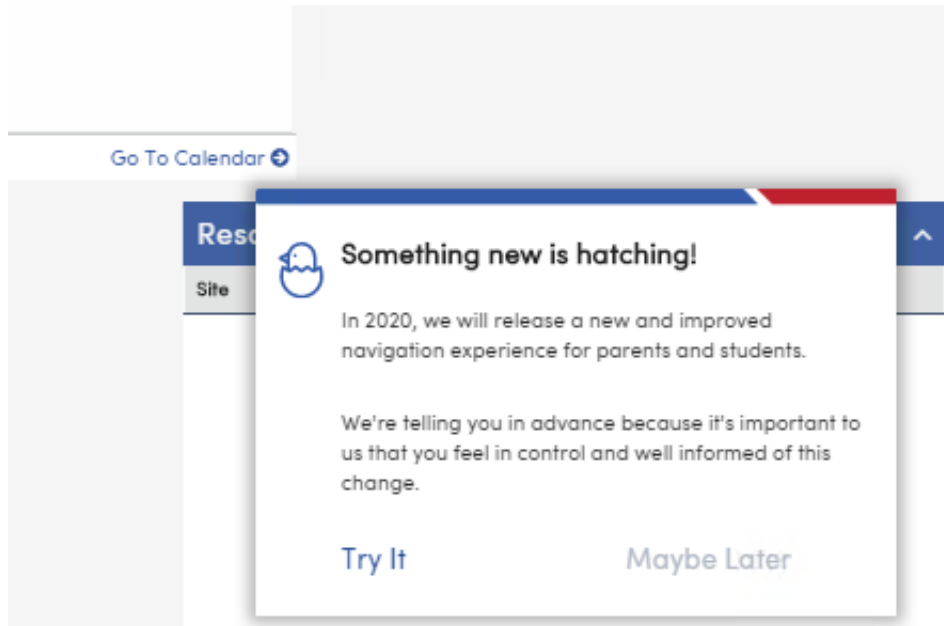 Go To Calendar
Reso
Something new is hatching!
Site
In 2020, we will release a new and improved
navigation experience for parents and students.
We're telling you in advance because it's important to
us that you feel in control and well informed of this
change.
Try It
Maybe Later